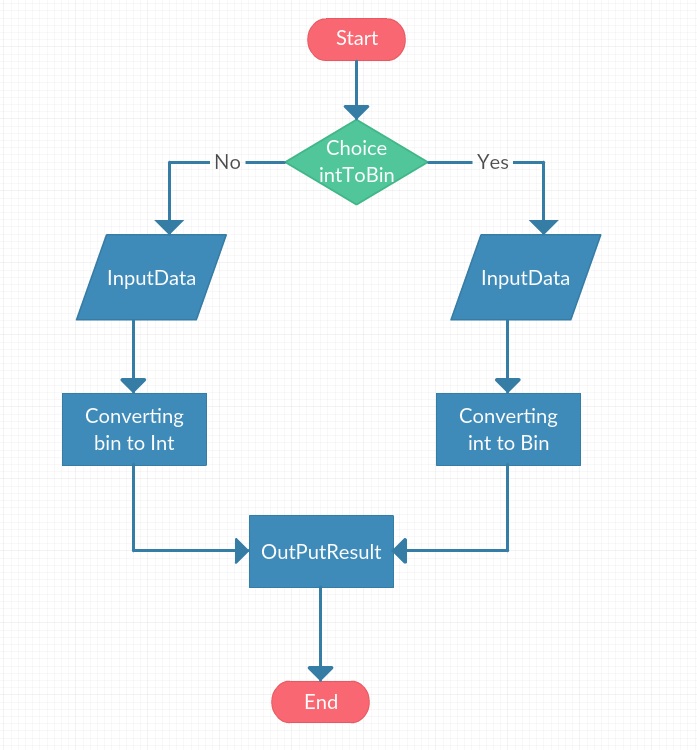 Start
Choice
intToBin
No
Yes
InputData
InputData
Converting
bin to Int
Converting
int to Bin
OutPutResult
End